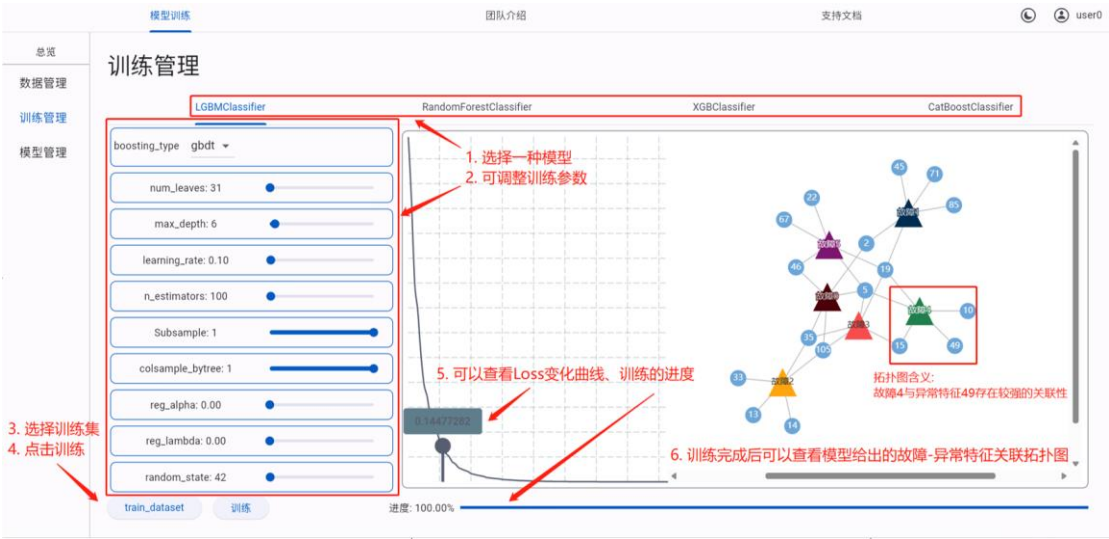 模型训练
团队介绍
支持文档
user0
总览
数据管理
训练管理
模型管理
训练管理
LGBMClassifier
RandomForestClassifier
XGBClassifier
CatBoostClassifier
boosting_type gbdt
num_leaves: 31
max_depth: 6
learning_rate: 0.10
n_estimators: 100
Subsample: 1
colsample_bytree: 1
reg_alpha: 0.00
reg_lambda: 0.00
random_state: 42
train_dataset
训练
进度: 100.00%
1. 选择一种模型
2. 可调整训练参数
3. 选择训练集
4. 点击训练
5. 可以查看Loss变化曲线、训练的进度
0.14477282
45
71
22
85
67
2
46
19
5
10
故障3
35
15
49
105
33
故障2
13
14
拓扑图含义:
故障4与异常特征49存在较强的关联性
6. 训练完成后可以查看模型给出的故障-异常特征关联拓扑图